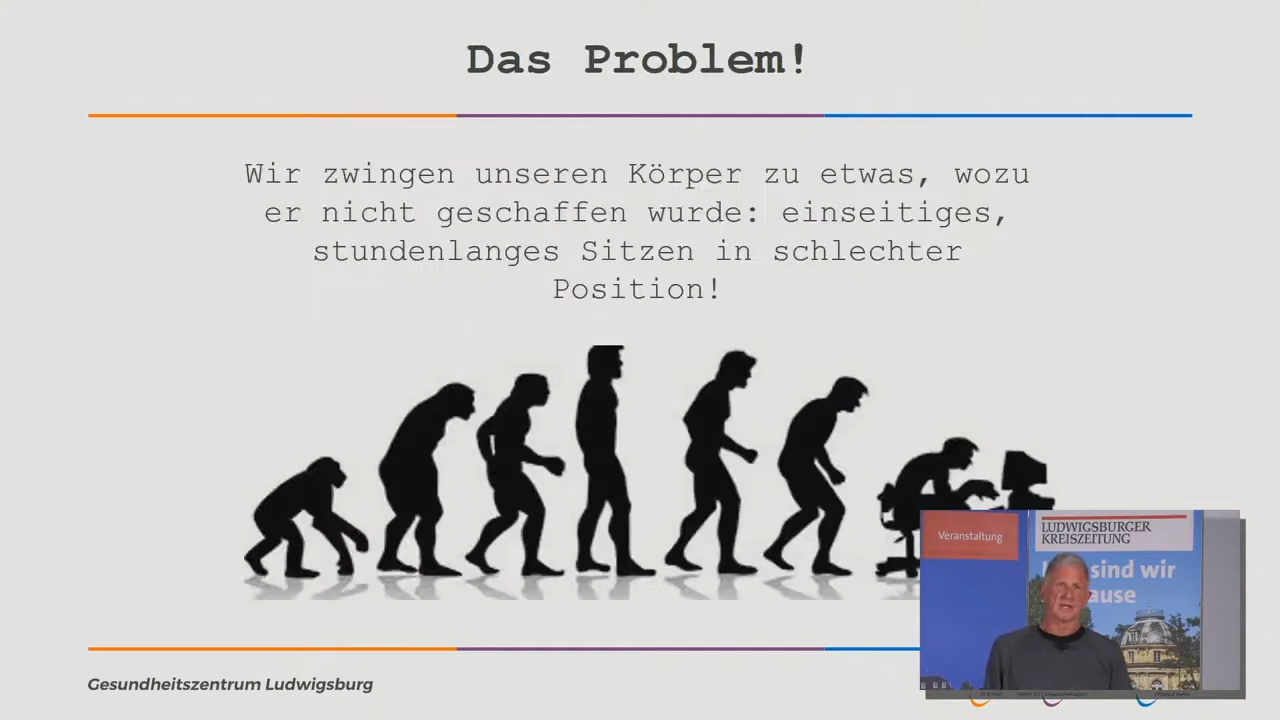 Das Problem!
Wir zwingen unseren Körper zu etwas, wozu
er nicht geschaffen wurde: einseitiges,
stundenlanges Sitzen in schlechter
Position!
Veranstaltung
LUDWIGSBURGER
KREISZEITUNG
sind wir
Gesundheitszentrum Ludwigsburg